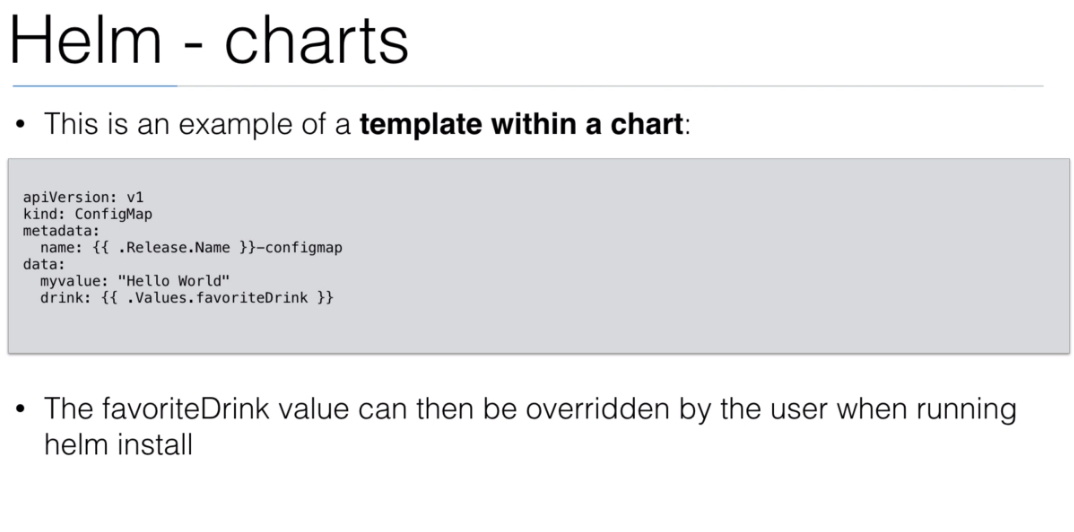 Helm - charts
• This is an example of a template within a chart:
apiVersion: v1
kind: ConfigMap
metadata:
  name: {{ .Release.Name }}-configmap
data:
  myvalue: "Hello World"
  drink: {{ .Values.favoriteDrink }}
• The favoriteDrink value can then be overridden by the user when running
helm install